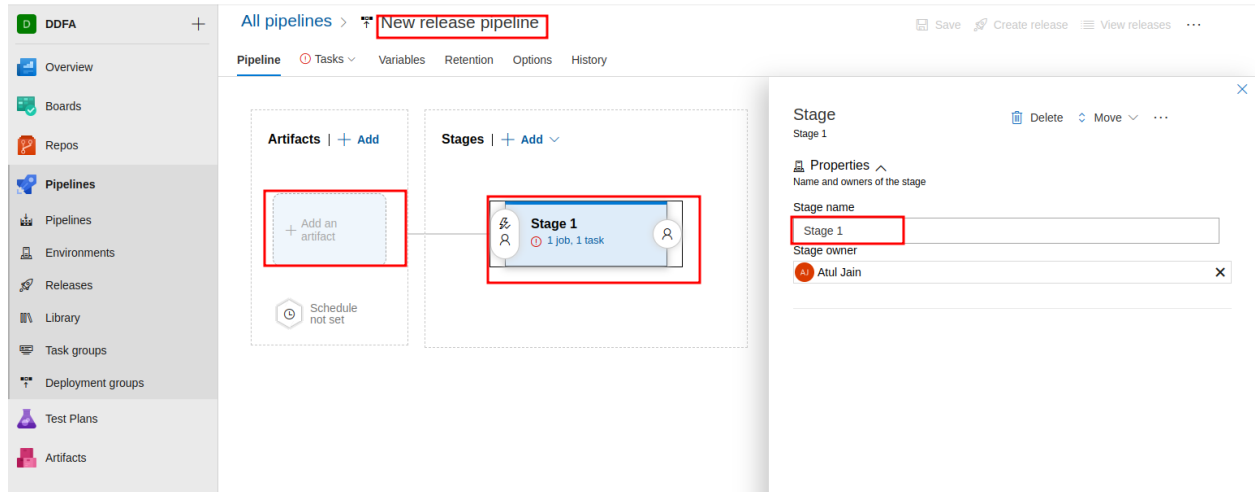 D DDFA
Overview
Boards
Repos
Pipelines
Pipelines
Environments
Releases
Library
Task groups
Deployment groups
Test Plans
Artifacts
All pipelines > New release pipeline
Save Create release View releases ...
Pipeline Tasks Variables Retention Options History
Artifacts | + Add
Stages | + Add
+ Add an
artifact
Schedule
not set
Stage 1
1 job, 1 task
Stage
Delete Move ...
Stage 1
Properties
Name and owners of the stage
Stage name
Stage 1
Stage owner
AJ Atul Jain